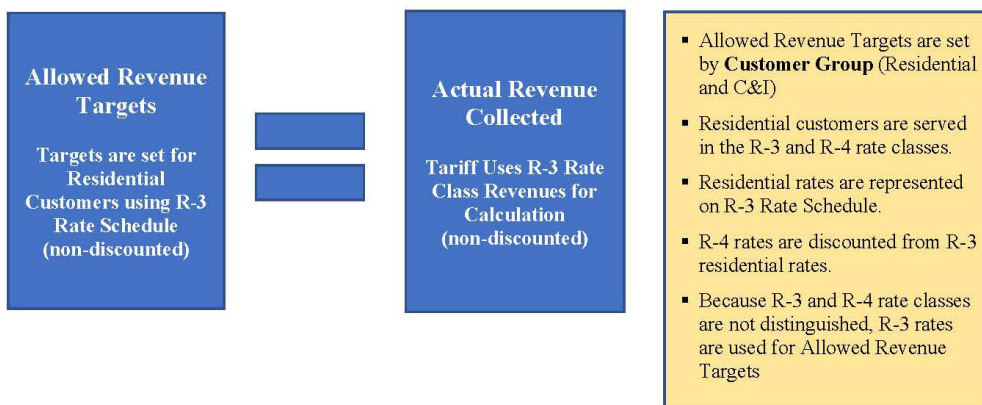 Allowed Revenue
Targets
Targets are set for
Residential
Customers using R-3
Rate Schedule
(non-discounted)
Actual Revenue
Collected
Tariff Uses R-3 Rate
Class Revenues for
Calculation
(non-discounted)
▪ Allowed Revenue Targets are set
by Customer Group (Residential
and C&I)
▪ Residential customers are served
in the R-3 and R-4 rate classes.
▪ Residential rates are represented
on R-3 Rate Schedule.
▪ R-4 rates are discounted from R-3
residential rates.
▪ Because R-3 and R-4 rate classes
are not distinguished, R-3 rates
are used for Allowed Revenue
Targets